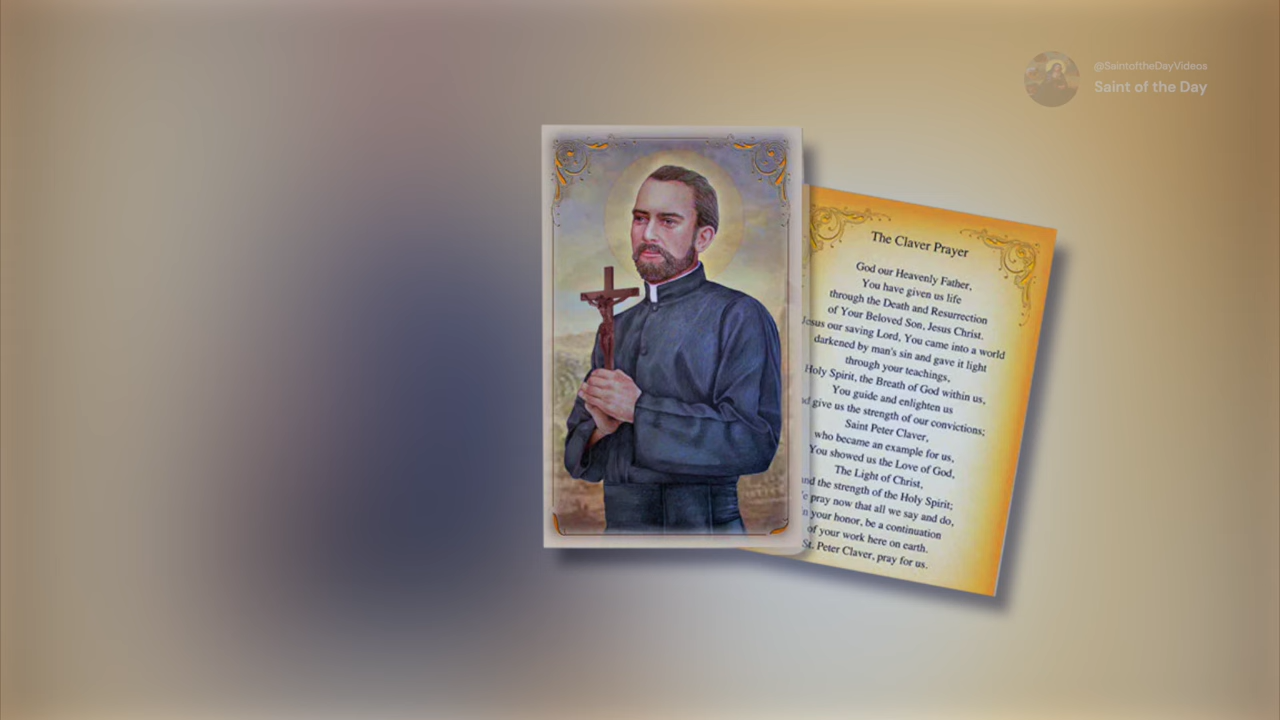 @SaintoftheDayVideos
Saint of the Day
The Claver Prayer
God our Heavenly Father,
You have given us life
through the Death and Resurrection
of Your Beloved Son, Jesus Christ.
Jesus our saving Lord, You came into a world
darkened by man's sin and gave it light
through your teachings,
Holy Spirit, the Breath of God within us,
You guide and enlighten us
give us the strength of our convictions;
Saint Peter Claver,
who became an example for us,
You showed us the Love of God,
The Light of Christ,
and the strength of the Holy Spirit;
pray now that all we say and do,
in your honor, be a continuation
of your work here on earth.
St. Peter Claver, pray for us.